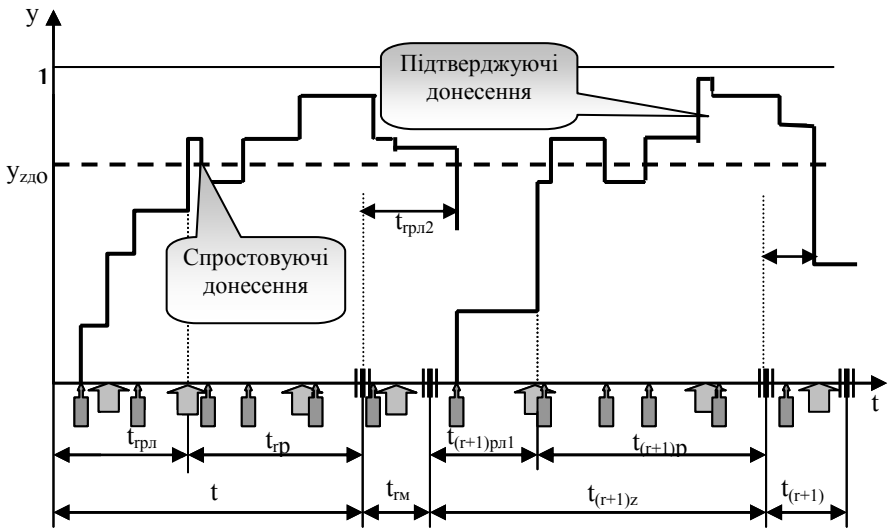 y
1
Підтверджуючі
донесення
yzдо
tгрл2
Спростовуючі
донесення
t
tгрл
tгр
t(г+1)рл1
t(г+1)р
t
tгм
t(г+1)z
t(г+1)